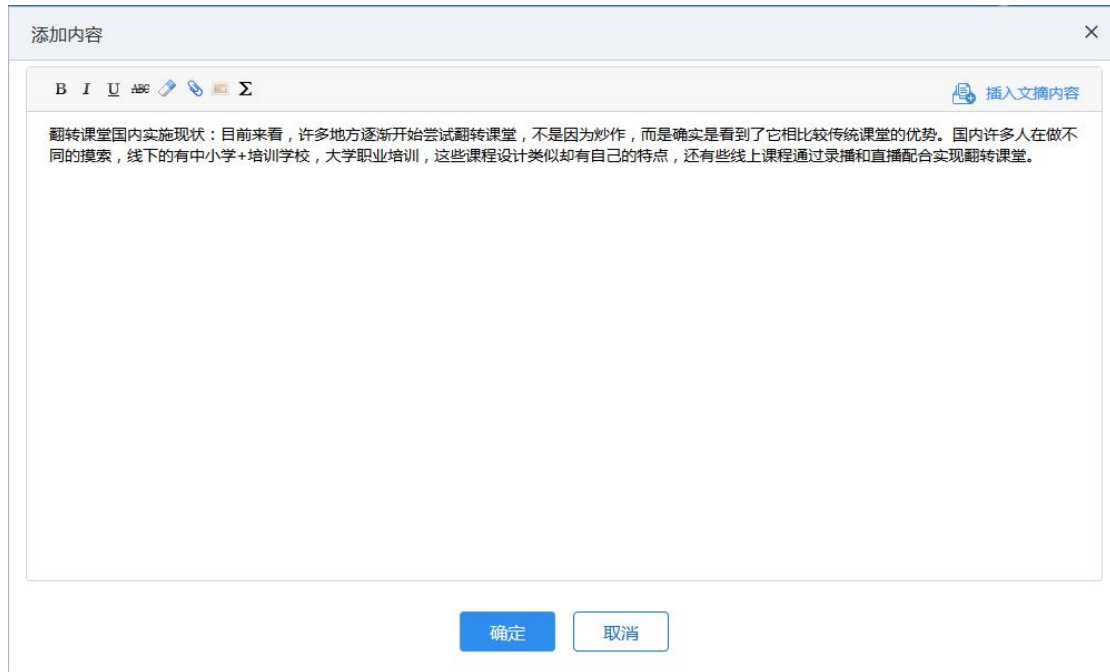 添加内容
B I U ABC Σ
插入文摘内容
翻转课堂国内实施现状：目前来看，许多地方逐渐开始尝试翻转课堂，不是因为炒作，而是确实是看到了它相比较传统课堂的优势。国内许多人在做不
同的摸索，线下的有中小学+培训学校，大学职业培训，这些课程设计类似却有自己的特点，还有些线上课程通过录播和直播配合实现翻转课堂。
确定
取消